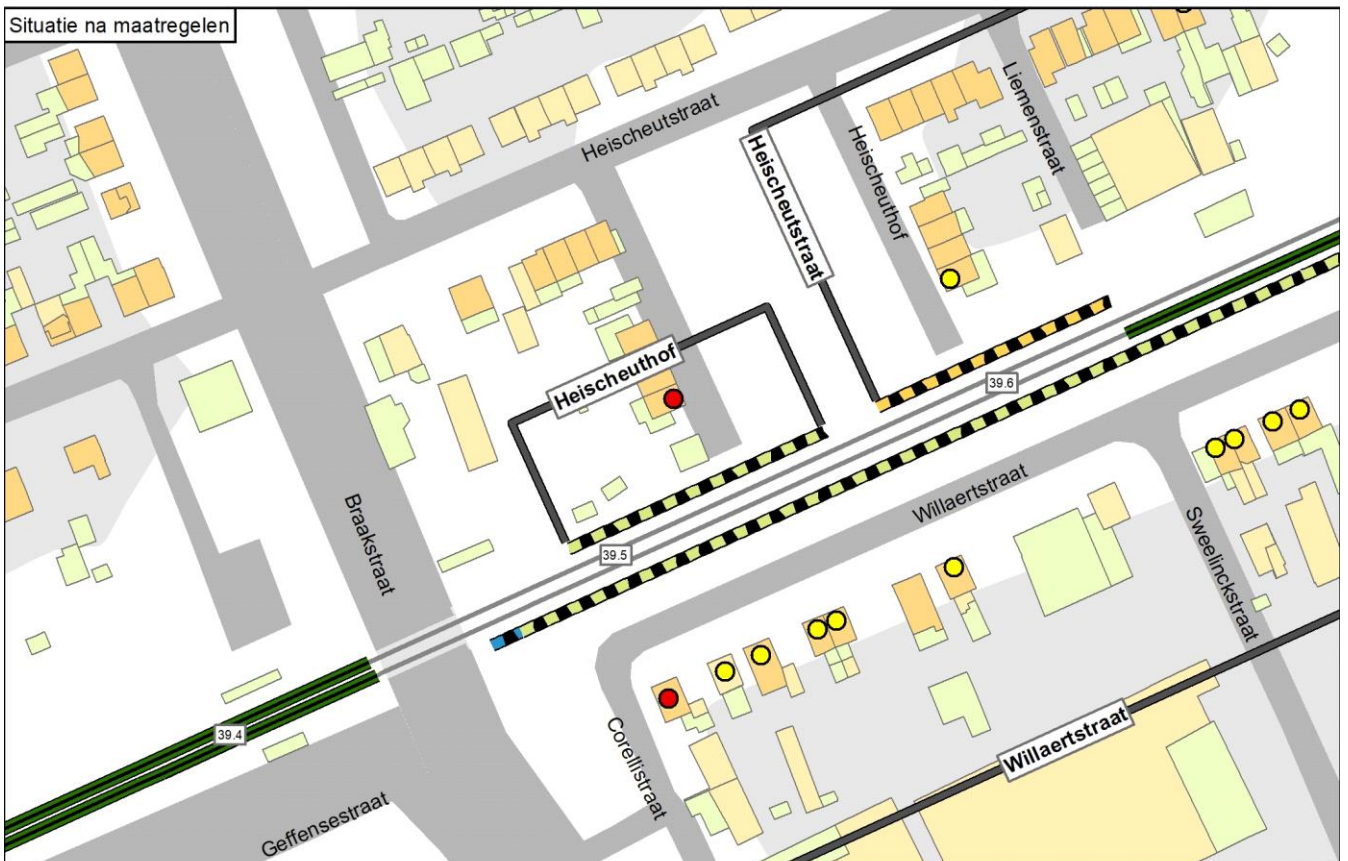 Situatie na maatregelen
Heischeutstraat
Liemenstraat
Heischeutstraat
Heischeuthof
Heischeuthof
39.6
Braakstraat
39.5
Willaertstraat
Sweelinckstraat
39.4
Corellistraat
Willaertstraat
Geffensestraat